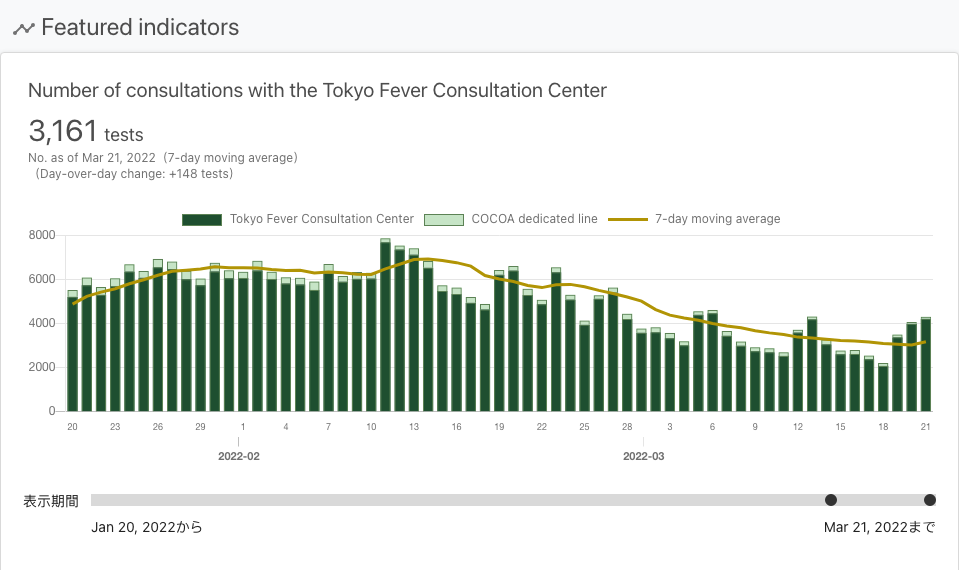 Featured indicators
Number of consultations with the Tokyo Fever Consultation Center
3,161 tests
No. as of Mar 21, 2022（7-day moving average）
（Day-over-day change: +148 tests）
Tokyo Fever Consultation Center COCOA dedicated line 7-day moving average
8000
6000
4000
2000
0
20 23 26 29 1 4 7 10 13 16 19 22 25 28 3 6 9 12 15 18 21
2022-02 2022-03
表示期間
Jan 20, 2022から Mar 21, 2022まで